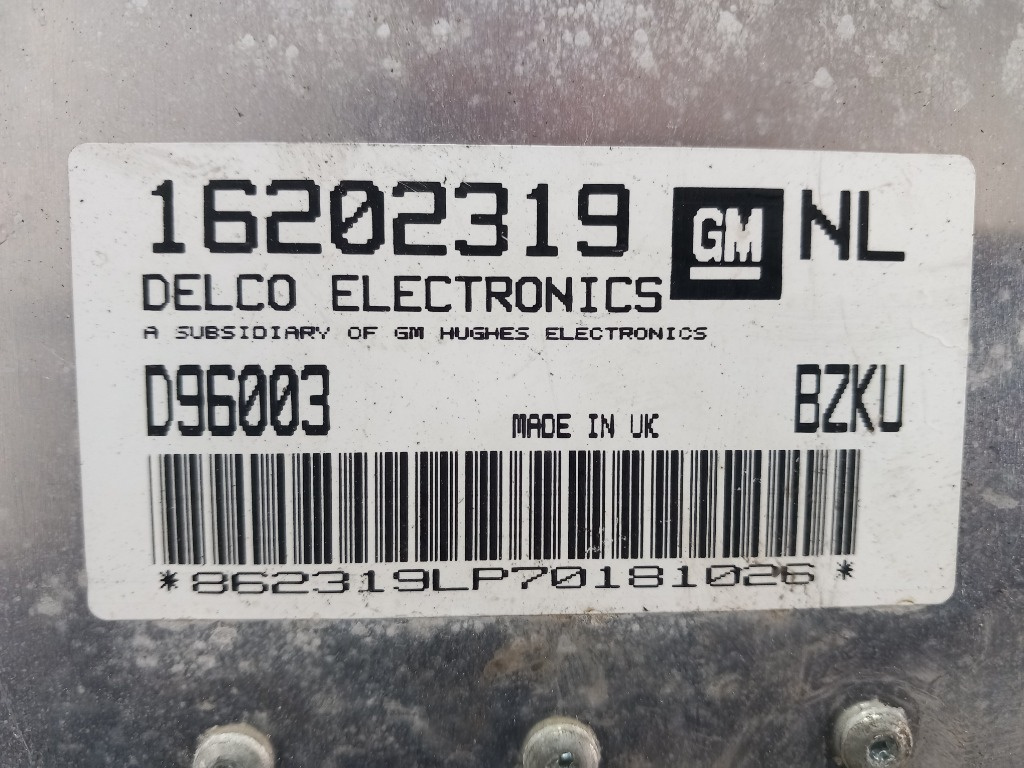 16202319 GM NL
DELCO ELECTRONICS
A SUBSIDIARY OF GM HUGHES ELECTRONICS
D96003 MADE IN UK BZKU
*862319LP70181026*